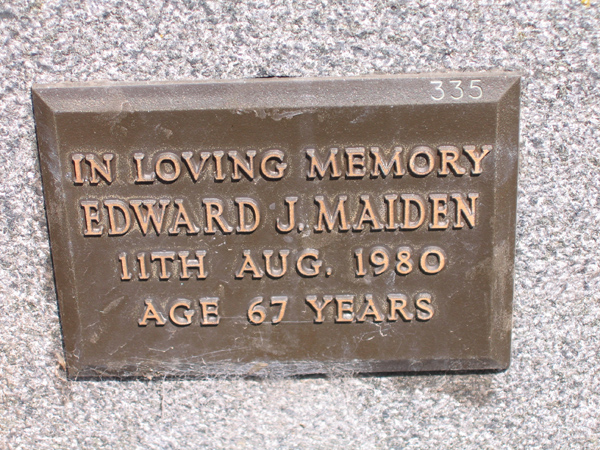 335
IN LOVING MEMORY
EDWARD J. MAIDEN
11TH AUG. 1980
AGE 67 YEARS